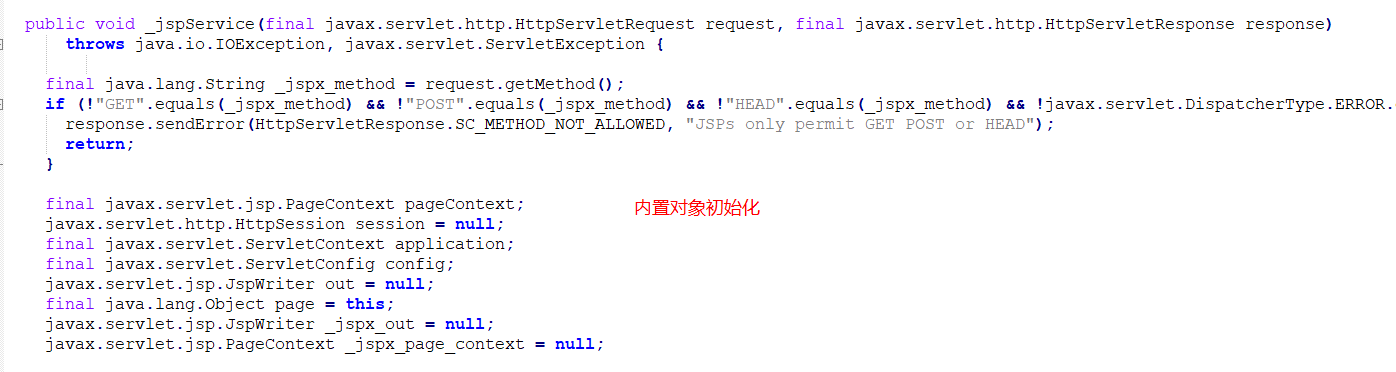 public void _jspService(final javax.servlet.http.HttpServletRequest request, final javax.servlet.http.HttpServletResponse response)
throws java.io.IOException, javax.servlet.ServletException {
final java.lang.String _jspx_method = request.getMethod();
if (!"GET".equals(_jspx_method) && !"POST".equals(_jspx_method) && !"HEAD".equals(_jspx_method) && !javax.servlet.DispatcherType.ERROR.
response.sendError(HttpServletResponse.SC_METHOD_NOT_ALLOWED, "JSPs only permit GET POST or HEAD");
return;
}
final javax.servlet.jsp.PageContext pageContext; 内置对象初始化
javax.servlet.http.HttpSession session = null;
final javax.servlet.ServletContext application;
final javax.servlet.ServletConfig config;
javax.servlet.jsp.JspWriter out = null;
final java.lang.Object page = this;
javax.servlet.jsp.JspWriter _jspx_out = null;
javax.servlet.jsp.PageContext _jspx_page_context = null;